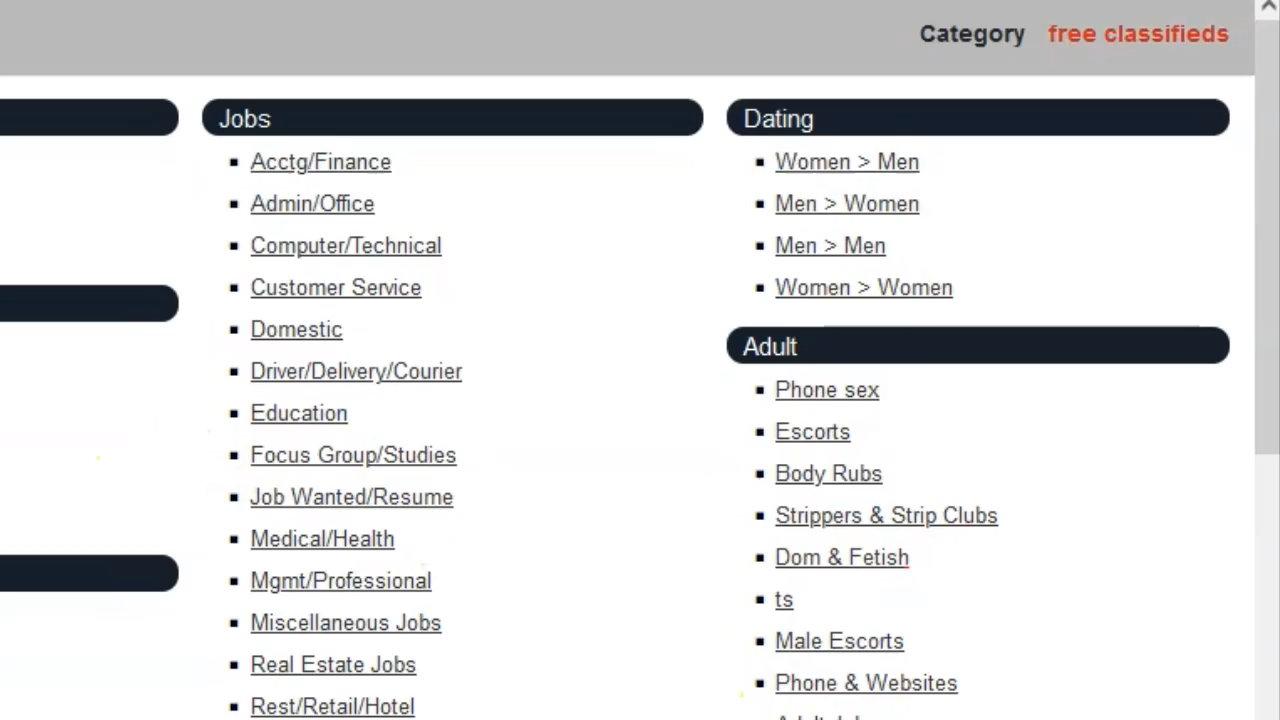 Category free classifieds
Jobs
Acctg/Finance
Admin/Office
Computer/Technical
Customer Service
Domestic
Driver/Delivery/Courier
Education
Focus Group/Studies
Job Wanted/Resume
Medical/Health
Mgmt/Professional
Miscellaneous Jobs
Real Estate Jobs
Rest/Retail/Hotel
Dating
Women > Men
Men > Women
Men > Men
Women > Women
Adult
Phone sex
Escorts
Body Rubs
Strippers & Strip Clubs
Dom & Fetish
ts
Male Escorts
Phone & Websites